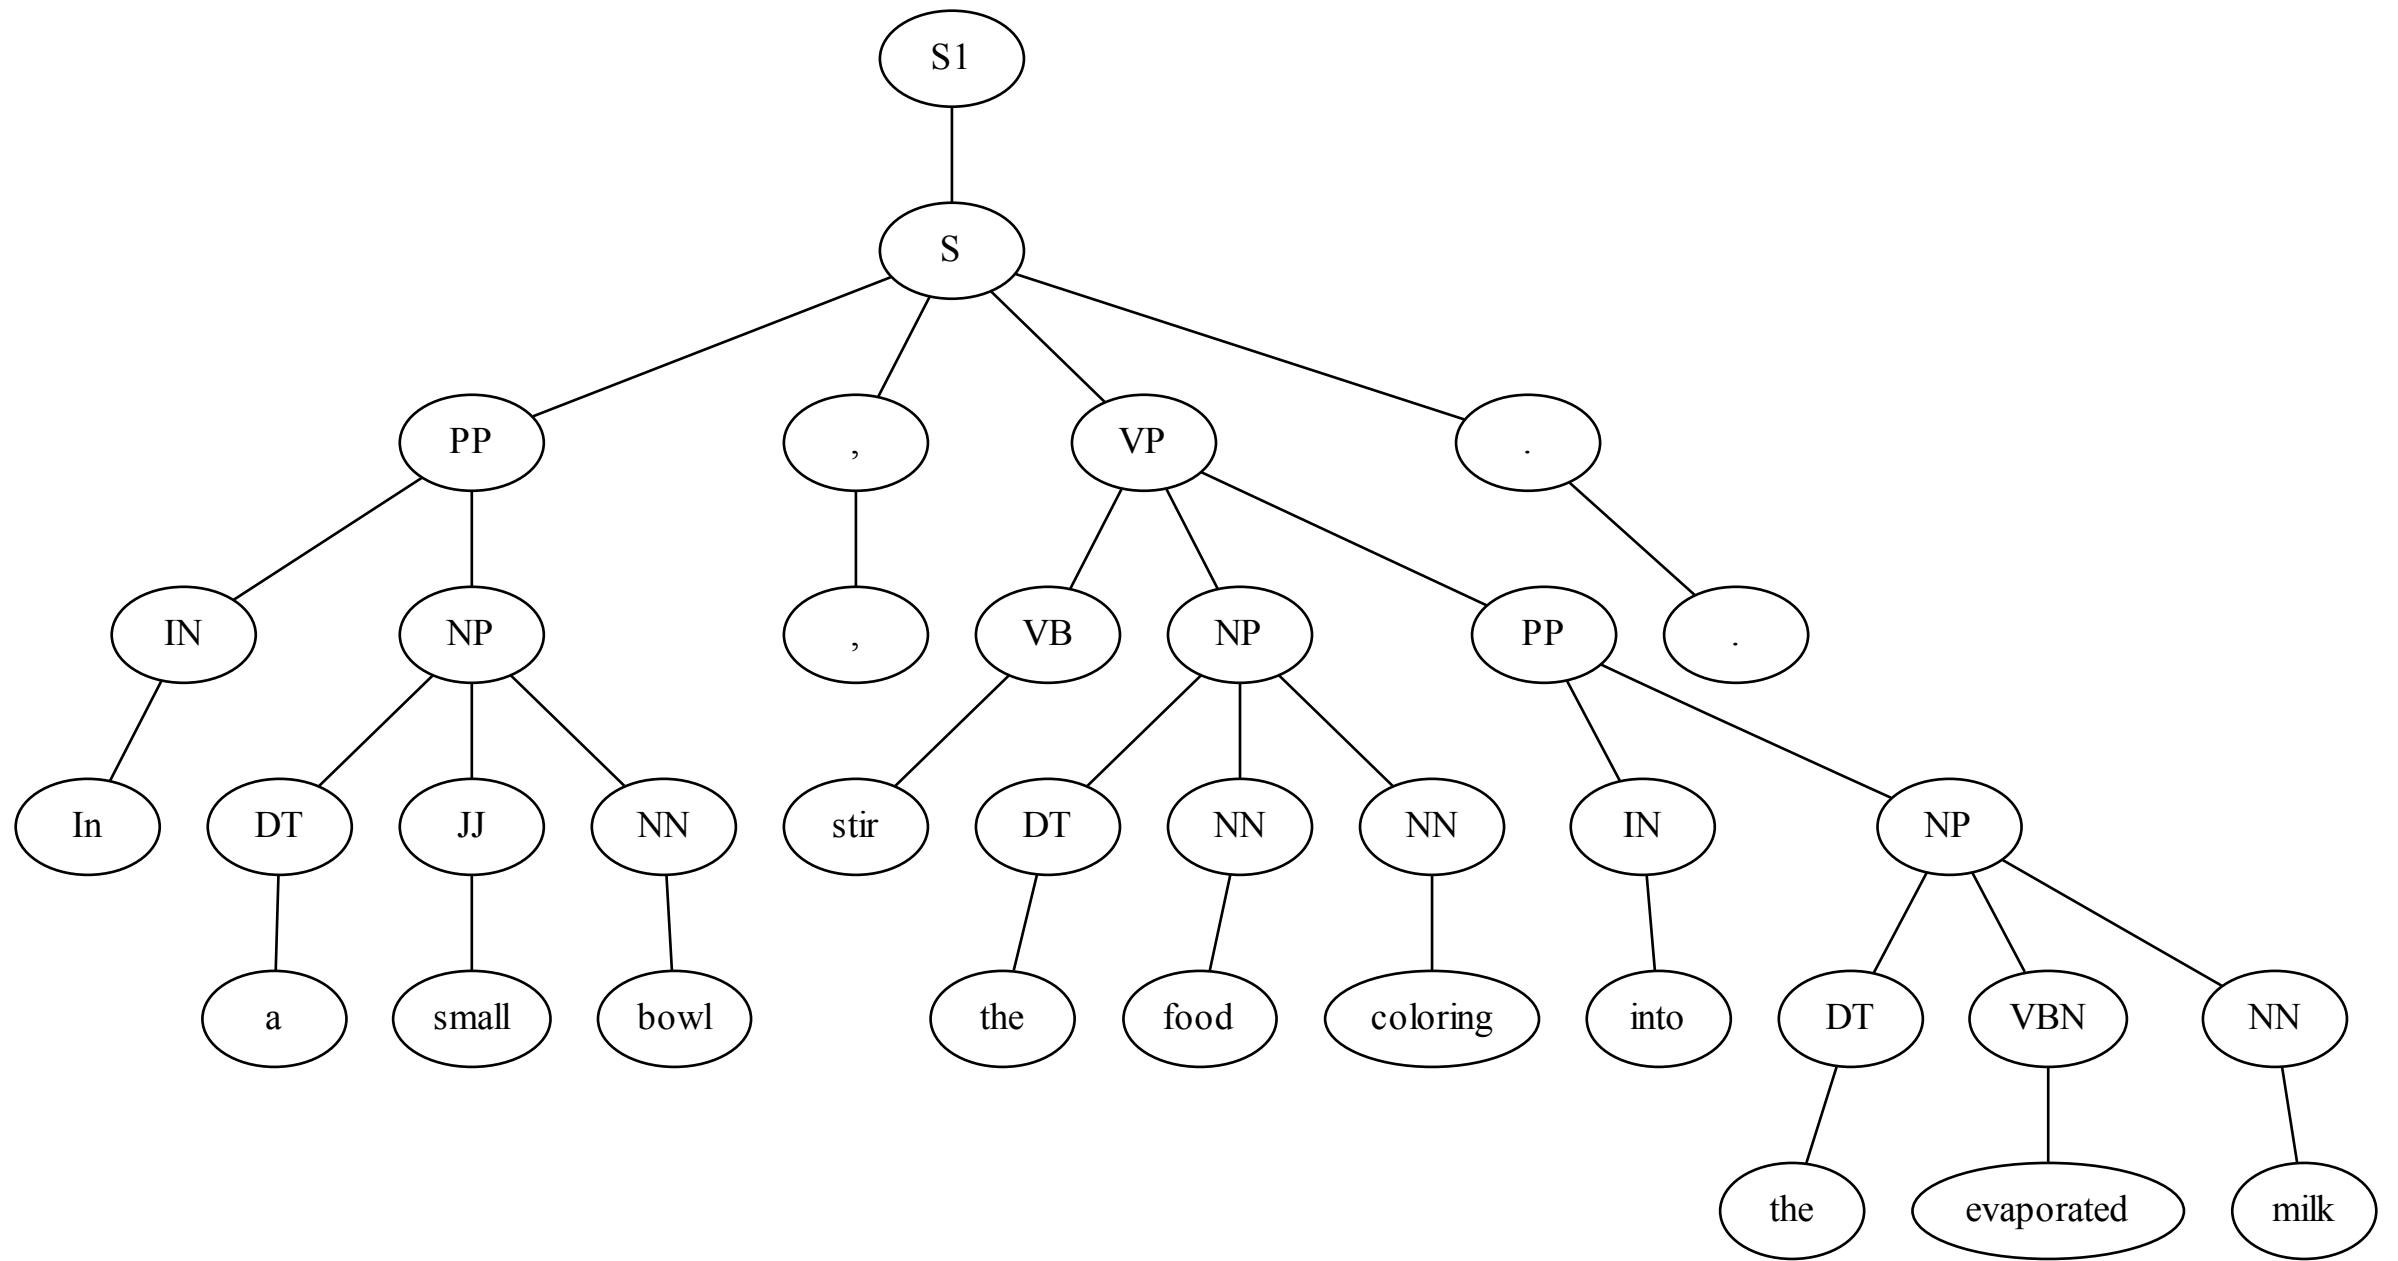 S1
S
PP , VP .
IN NP , VB NP PP .
In DT JJ NN stir DT NN NN IN NP
a small bowl the food coloring into DT VBN NN
the evaporated milk